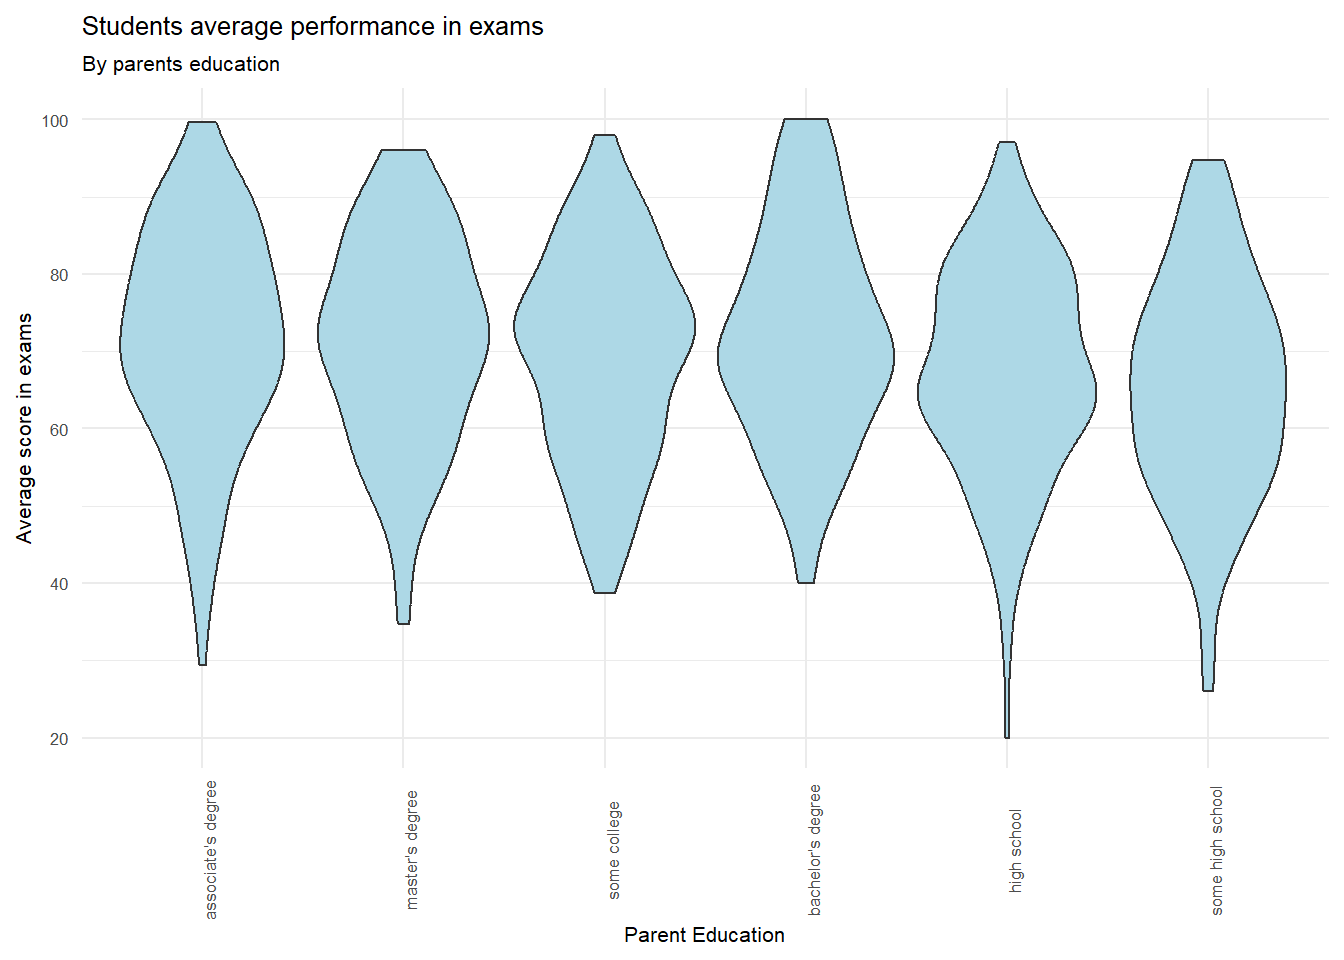 Students average performance in exams
By parents education
Average score in exams
100
80
60
40
20
associate's degree
master's degree
some college
bachelor's degree
high school
some high school
Parent Education